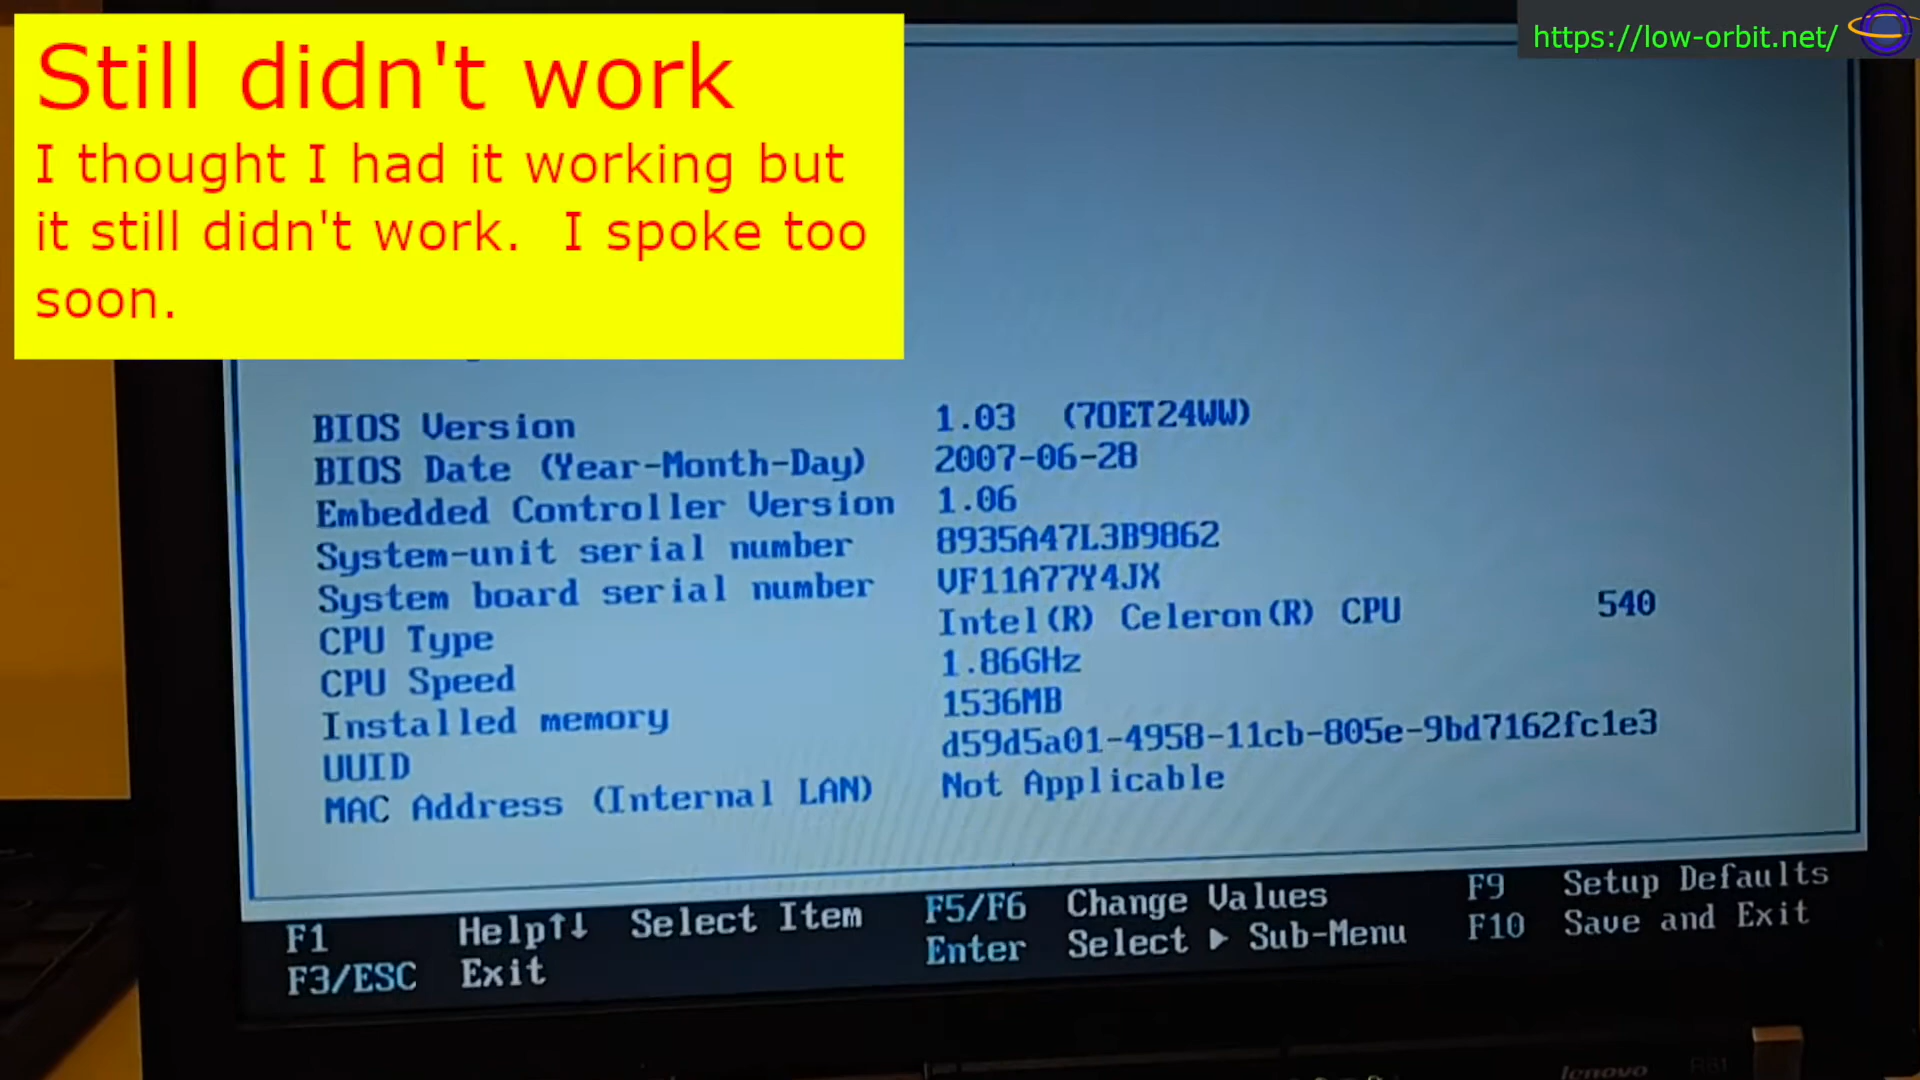 Still didn't work
https://low-orbit.net/
I thought I had it working but
it still didn't work.  I spoke too
soon.
BIOS Version 1.03 (7OET24WW)
BIOS Date (Year-Month-Day) 2007-06-28
Embedded Controller Version 1.06
System-unit serial number 8935A47L3B9862
System board serial number VF11A77Y4JX
CPU Type Intel(R) Celeron(R) CPU 540
CPU Speed 1.86GHz
Installed memory 1536MB
UUID d59d5a01-4958-11cb-805e-9bd7162fc1e3
MAC Address (Internal LAN) Not Applicable
F1 Help↑↓ Select Item F5/F6 Change Values F9 Setup Defaults
F3/ESC Exit Enter Select ▶ Sub-Menu F10 Save and Exit
lenovo R61